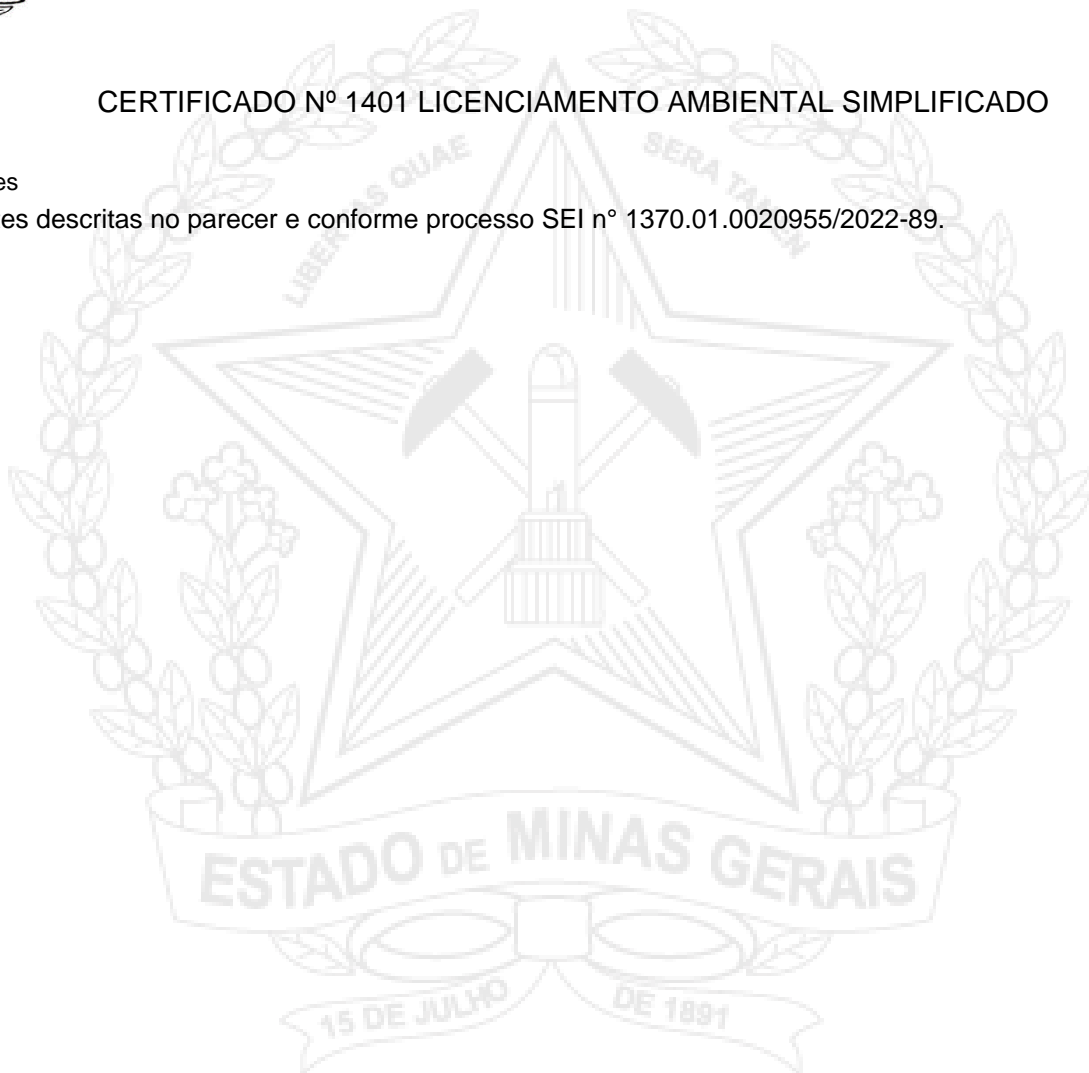 CERTIFICADO Nº 1401 LICENCIAMENTO AMBIENTAL SIMPLIFICADO
es
es descritas no parecer e conforme processo SEI n° 1370.01.0020955/2022-89.
LIBERTAS QUAE SERA TAMEN
ESTADO DE MINAS GERAIS
15 DE JULHO DE 1891